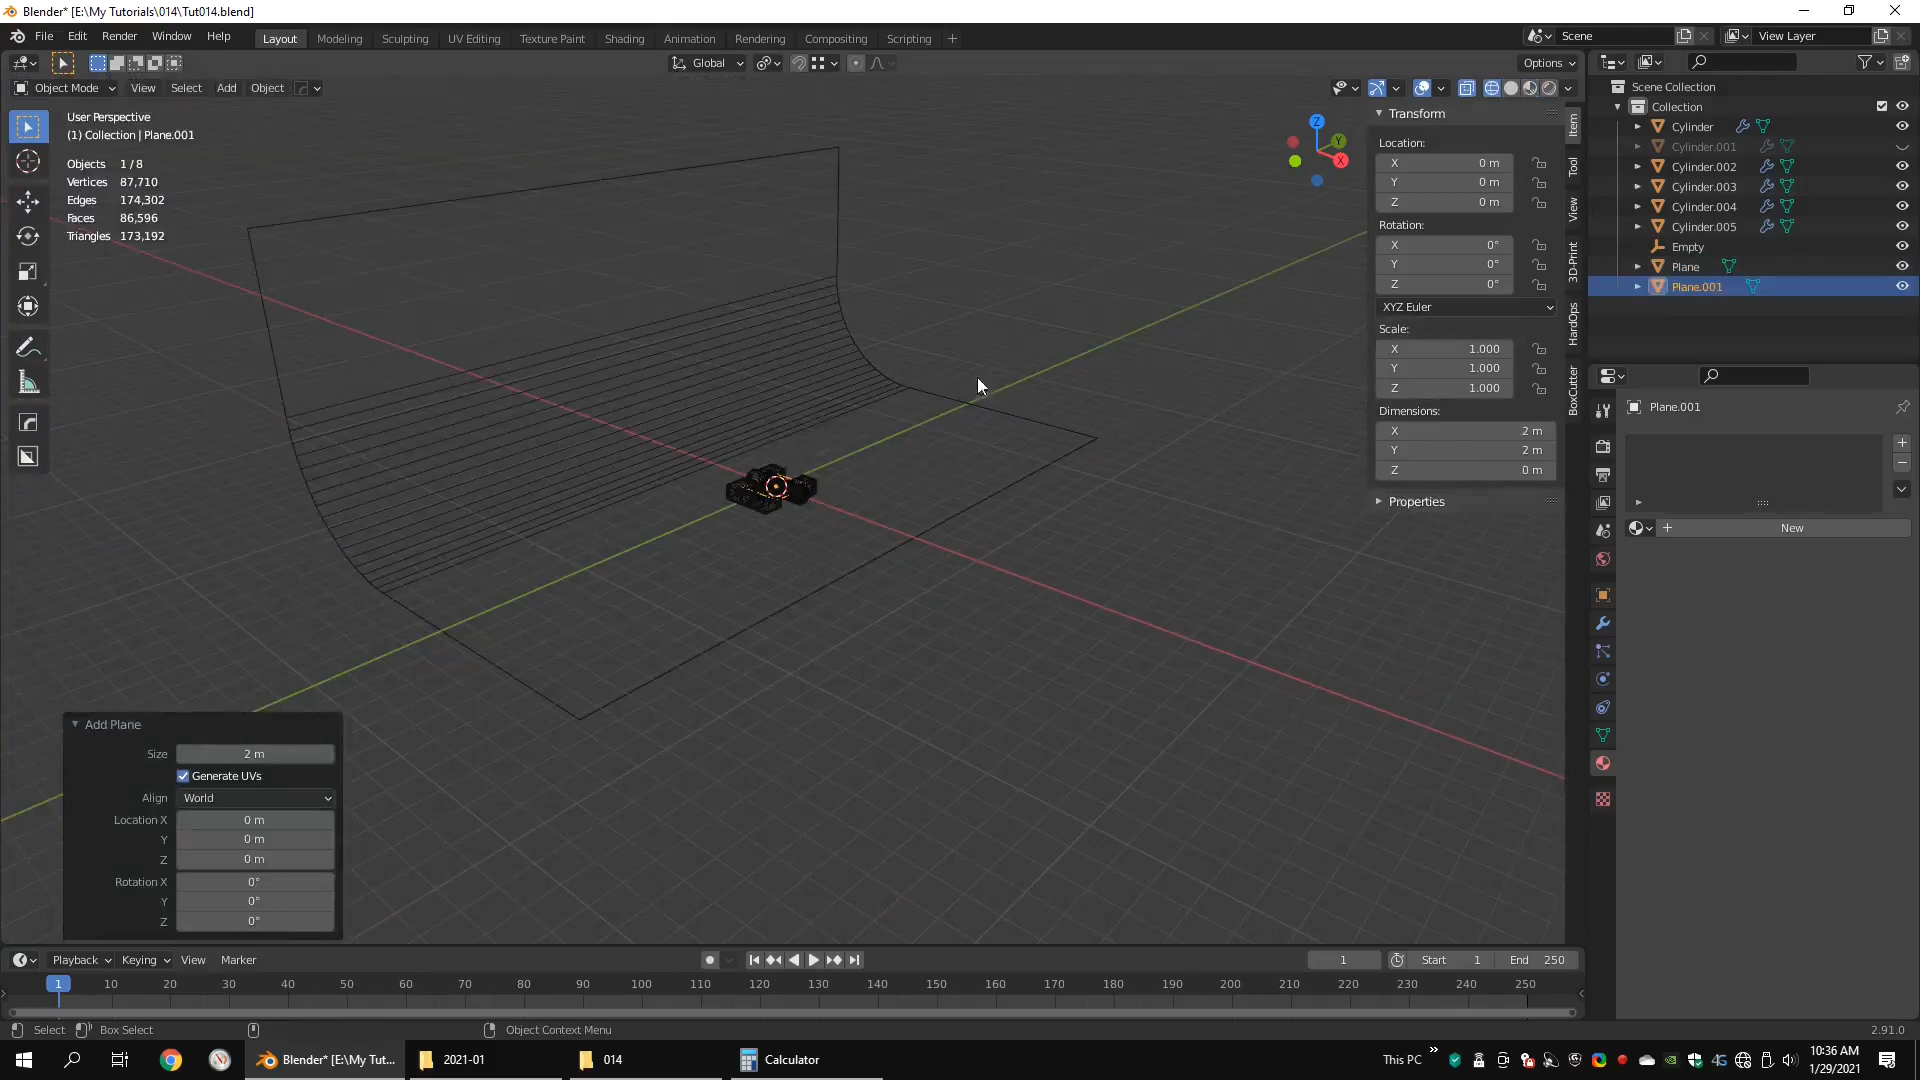 Blender* [E:\My Tutorials\014\Tut014.blend]
File Edit Render Window Help Layout Modeling Sculpting UV Editing Texture Paint Shading Animation Rendering Compositing Scripting + Scene View Layer
Global Options
Object Mode View Select Add Object
User Perspective
(1) Collection | Plane.001
Objects 1 / 8
Vertices 87,710
Edges 174,302
Faces 86,596
Triangles 173,192
Z
Y
X
Transform
Location:
X 0 m
Y 0 m
Z 0 m
Rotation:
X 0°
Y 0°
Z 0°
XYZ Euler
Scale:
X 1.000
Y 1.000
Z 1.000
Dimensions:
X 2 m
Y 2 m
Z 0 m
Properties
Item
Tool
View
3D-Print
HardOps
BoxCutter
Scene Collection
Collection
Cylinder
Cylinder.001
Cylinder.002
Cylinder.003
Cylinder.004
Cylinder.005
Empty
Plane
Plane.001
Plane.001
+ New
Add Plane
Size 2 m
Generate UVs
Align World
Location X 0 m
Y 0 m
Z 0 m
Rotation X 0°
Y 0°
Z 0°
Playback Keying View Marker 1 Start 1 End 250
1 10 20 30 40 50 60 70 80 90 100 110 120 130 140 150 160 170 180 190 200 210 220 230 240 250
Select Box Select Object Context Menu 2.91.0
Blender* [E:\My Tut... 2021-01 014 Calculator This PC » 4G 10:36 AM
1/29/2021